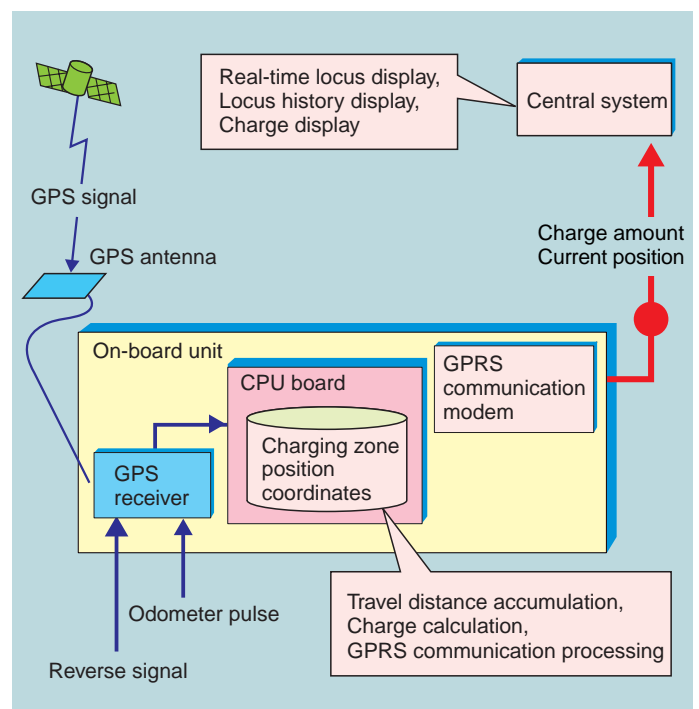 Real-time locus display,
Locus history display,
Charge display
Central system
GPS signal
GPS antenna
Charge amount
Current position
On-board unit
CPU board
GPRS
communication
modem
Charging zone
position
coordinates
GPS
receiver
Odometer pulse
Reverse signal
Travel distance accumulation,
Charge calculation,
GPRS communication processing